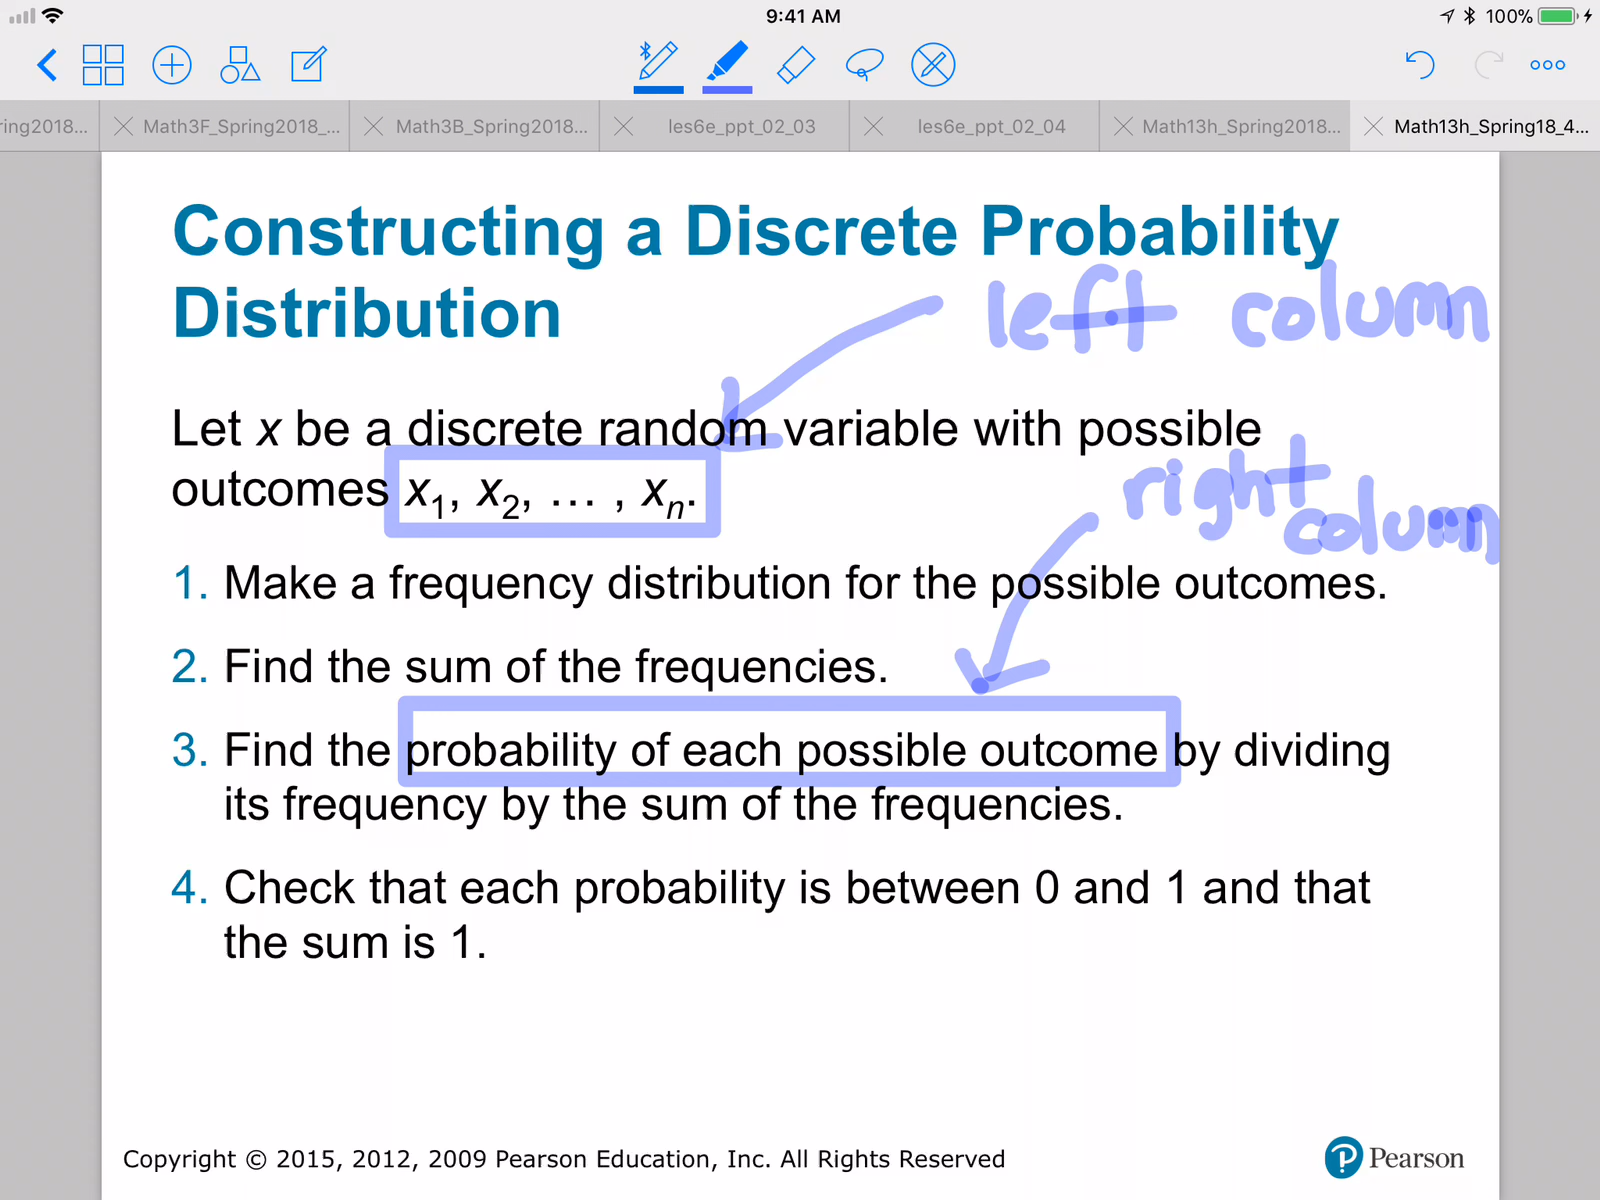 9:41 AM
100%
ring2018...
Math3F_Spring2018_...
Math3B_Spring2018...
les6e_ppt_02_03
les6e_ppt_02_04
Math13h_Spring2018...
Math13h_Spring18_4...
Constructing a Discrete Probability
Distribution
left column
Let x be a discrete random variable with possible
outcomes x₁, x₂, … , xₙ.
right
column
1. Make a frequency distribution for the possible outcomes.
2. Find the sum of the frequencies.
3. Find the probability of each possible outcome by dividing
its frequency by the sum of the frequencies.
4. Check that each probability is between 0 and 1 and that
the sum is 1.
Copyright © 2015, 2012, 2009 Pearson Education, Inc. All Rights Reserved
P Pearson